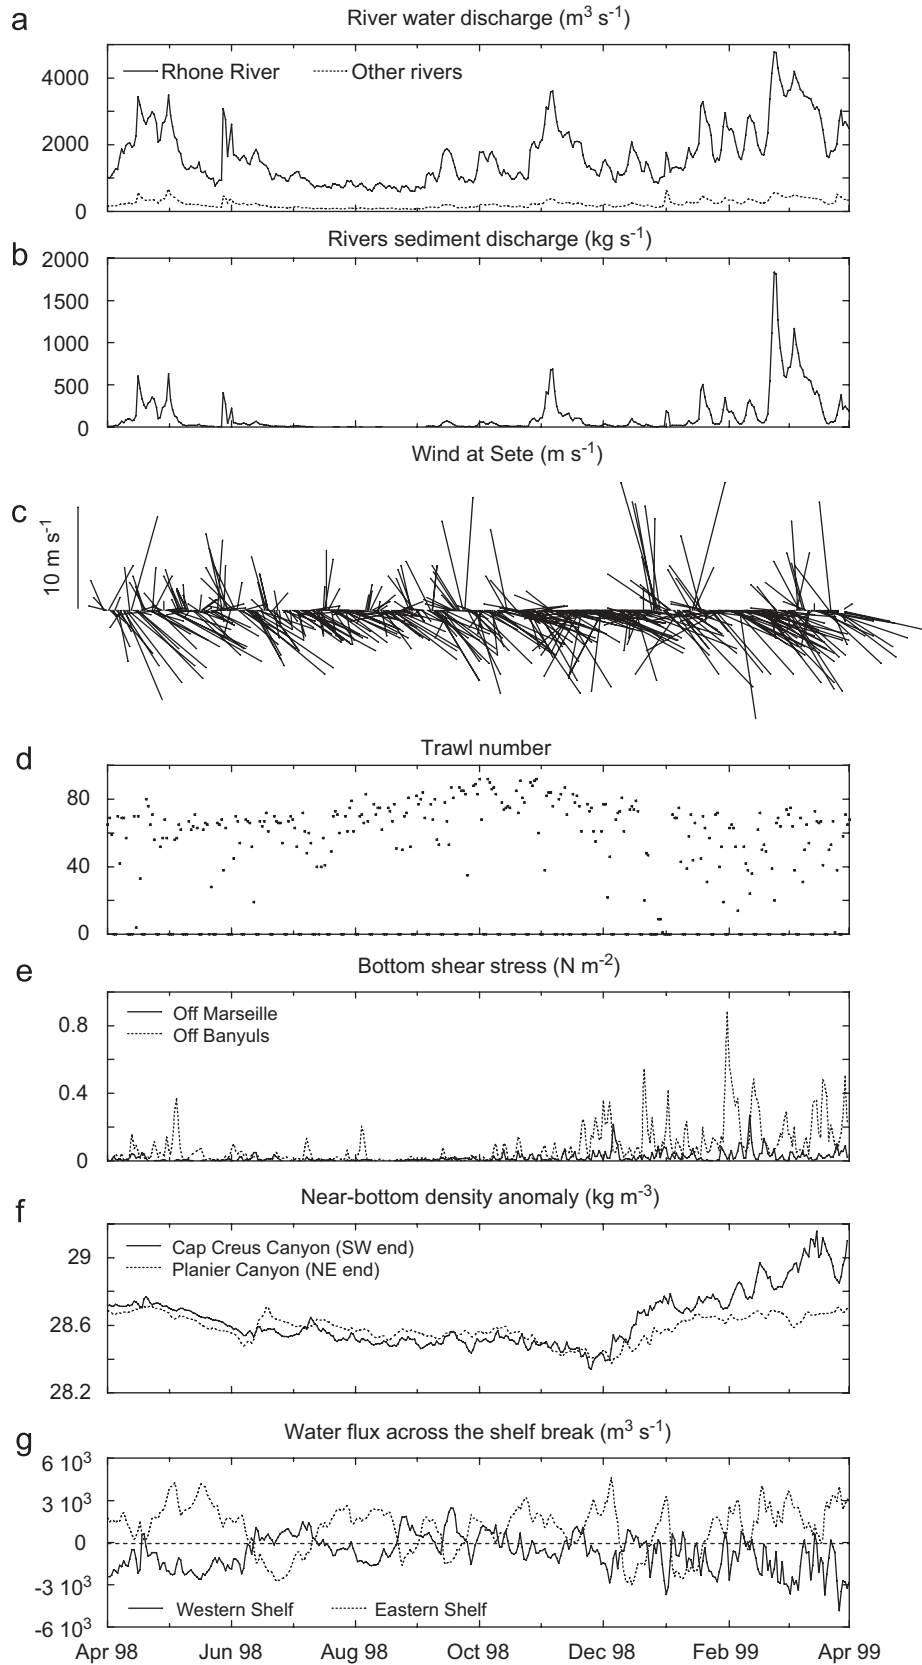 a
River water discharge (m³ s⁻¹)
4000
2000
0
Rhone River
Other rivers
b
Rivers sediment discharge (kg s⁻¹)
2000
1500
1000
500
0
Wind at Sete (m s⁻¹)
c
10 m s⁻¹
d
Trawl number
80
40
0
e
Bottom shear stress (N m⁻²)
Off Marseille
Off Banyuls
0.8
0.4
0
f
Near-bottom density anomaly (kg m⁻³)
Cap Creus Canyon (SW end)
Planier Canyon (NE end)
29
28.6
28.2
g
Water flux across the shelf break (m³ s⁻¹)
6 10³
3 10³
0
-3 10³
-6 10³
Western Shelf
Eastern Shelf
Apr 98 Jun 98 Aug 98 Oct 98 Dec 98 Feb 99 Apr 99